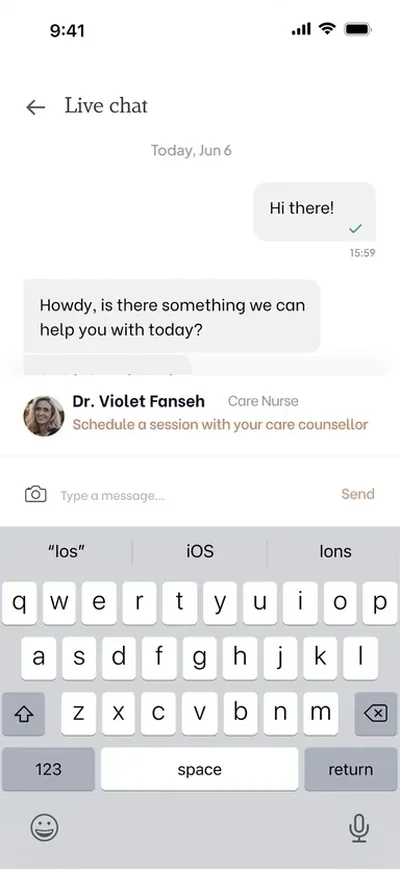 9:41
Live chat
Today, Jun 6
Hi there!
15:59
Howdy, is there something we can
help you with today?
Dr. Violet Fanseh Care Nurse
Schedule a session with your care counsellor
Type a message... Send
“Ios” iOS Ions
q w e r t y u i o p
a s d f g h j k l
z x c v b n m
123 space return